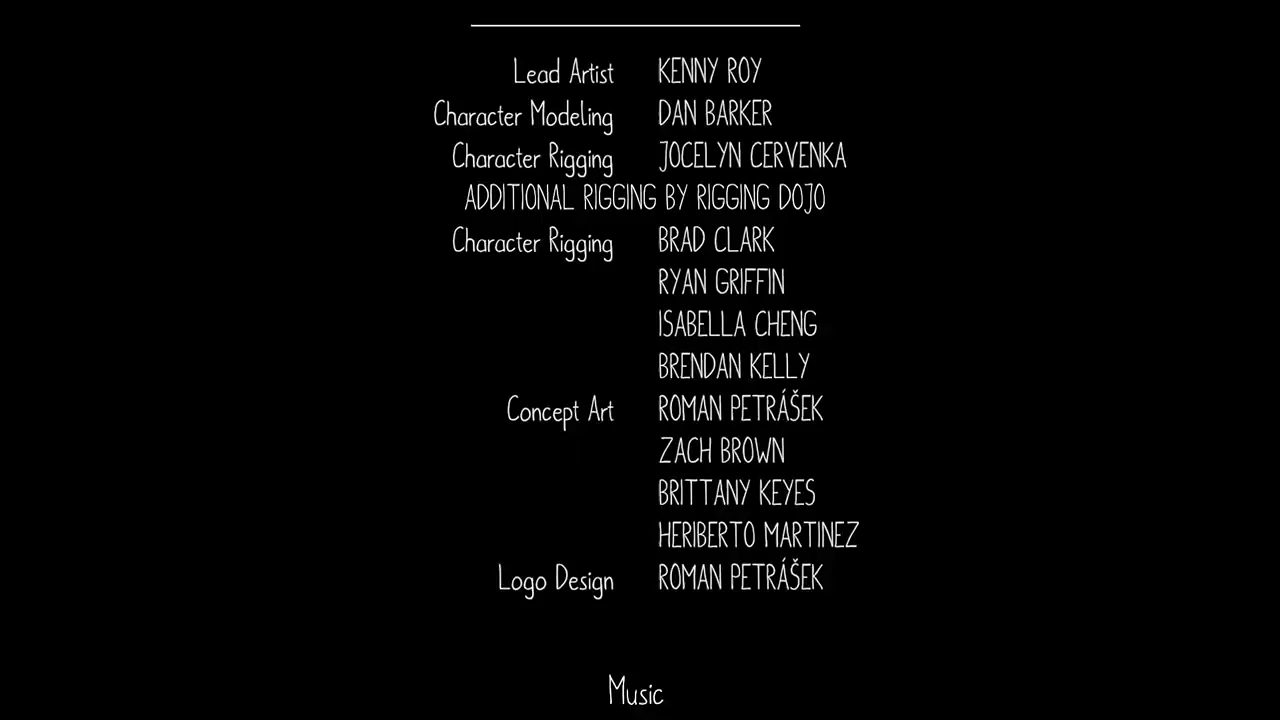 Lead Artist KENNY ROY
Character Modeling DAN BARKER
Character Rigging JOCELYN CERVENKA
ADDITIONAL RIGGING BY RIGGING DOJO
Character Rigging BRAD CLARK
RYAN GRIFFIN
ISABELLA CHENG
BRENDAN KELLY
Concept Art ROMAN PETRÁŠEK
ZACH BROWN
BRITTANY KEYES
HERIBERTO MARTINEZ
Logo Design ROMAN PETRÁŠEK
Music